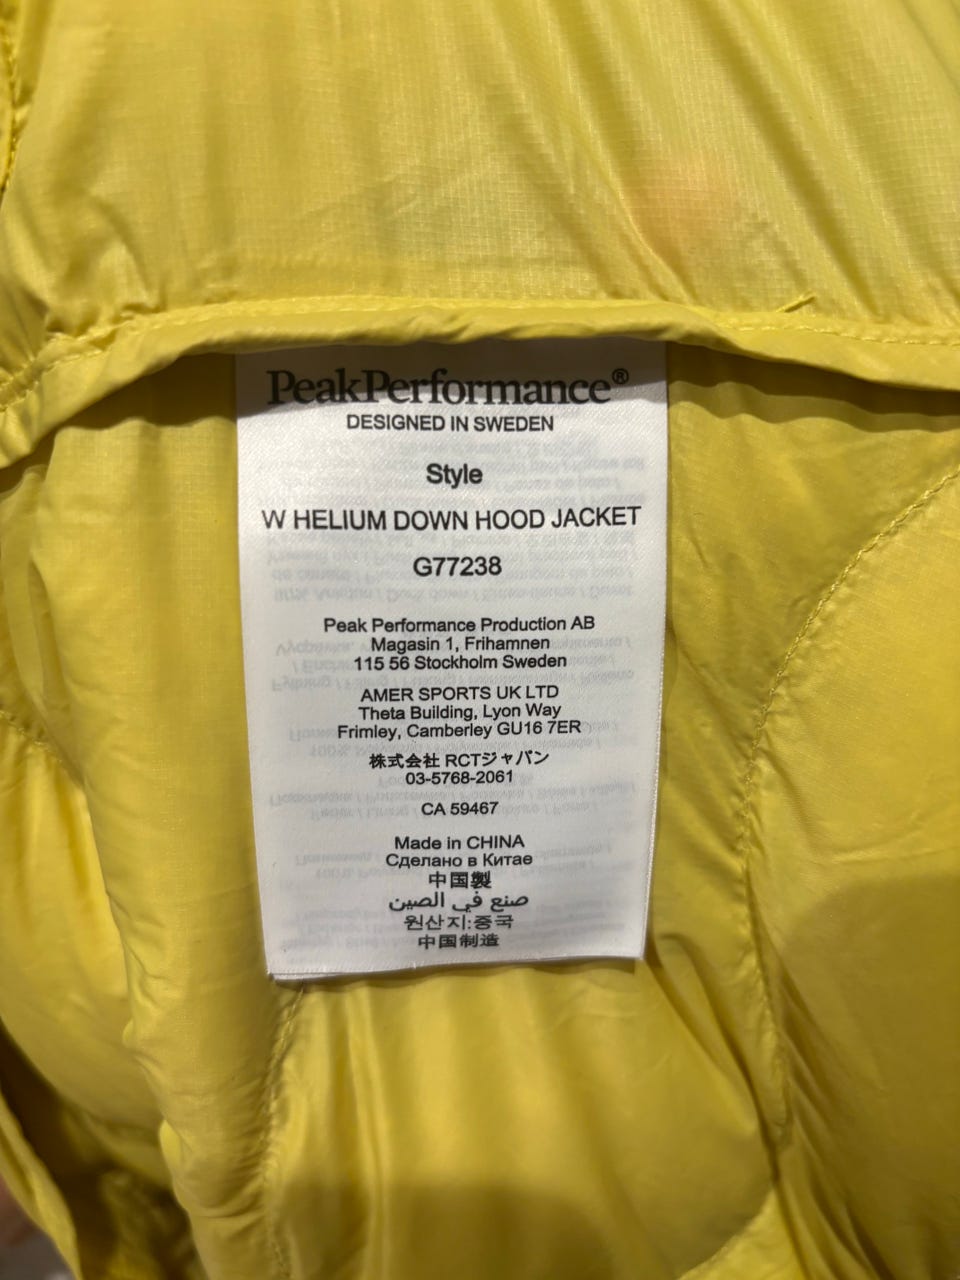 PeakPerformance®
DESIGNED IN SWEDEN
Style
W HELIUM DOWN HOOD JACKET
G77238
Peak Performance Production AB
Magasin 1, Frihamnen
115 56 Stockholm Sweden
AMER SPORTS UK LTD
Theta Building, Lyon Way
Frimley, Camberley GU16 7ER
株式会社 RCTジャパン
03-5768-2061
CA 59467
Made in CHINA
Сделано в Китае
中国製
صنع في الصين
원산지:중국
中国制造